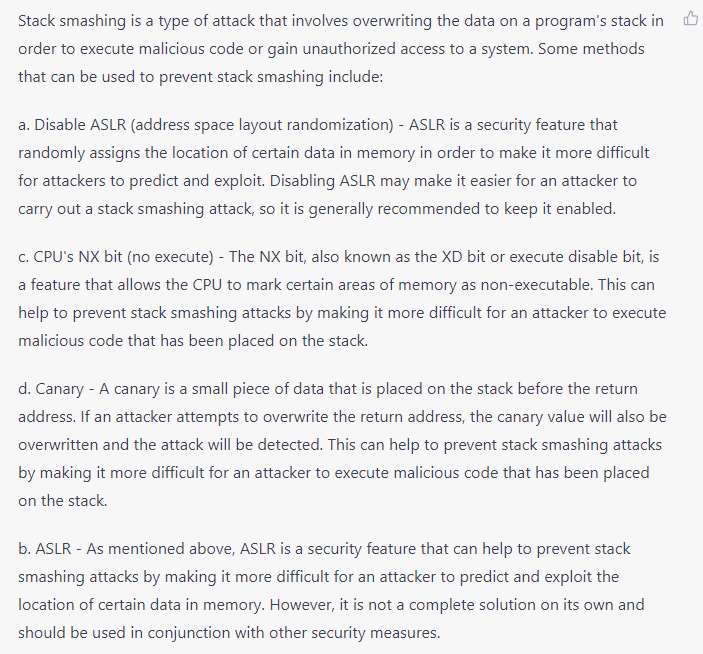 Stack smashing is a type of attack that involves overwriting the data on a program's stack in
order to execute malicious code or gain unauthorized access to a system. Some methods
that can be used to prevent stack smashing include:
a. Disable ASLR (address space layout randomization) - ASLR is a security feature that
randomly assigns the location of certain data in memory in order to make it more difficult
for attackers to predict and exploit. Disabling ASLR may make it easier for an attacker to
carry out a stack smashing attack, so it is generally recommended to keep it enabled.
c. CPU's NX bit (no execute) - The NX bit, also known as the XD bit or execute disable bit, is
a feature that allows the CPU to mark certain areas of memory as non-executable. This can
help to prevent stack smashing attacks by making it more difficult for an attacker to execute
malicious code that has been placed on the stack.
d. Canary - A canary is a small piece of data that is placed on the stack before the return
address. If an attacker attempts to overwrite the return address, the canary value will also be
overwritten and the attack will be detected. This can help to prevent stack smashing attacks
by making it more difficult for an attacker to execute malicious code that has been placed
on the stack.
b. ASLR - As mentioned above, ASLR is a security feature that can help to prevent stack
smashing attacks by making it more difficult for an attacker to predict and exploit the
location of certain data in memory. However, it is not a complete solution on its own and
should be used in conjunction with other security measures.